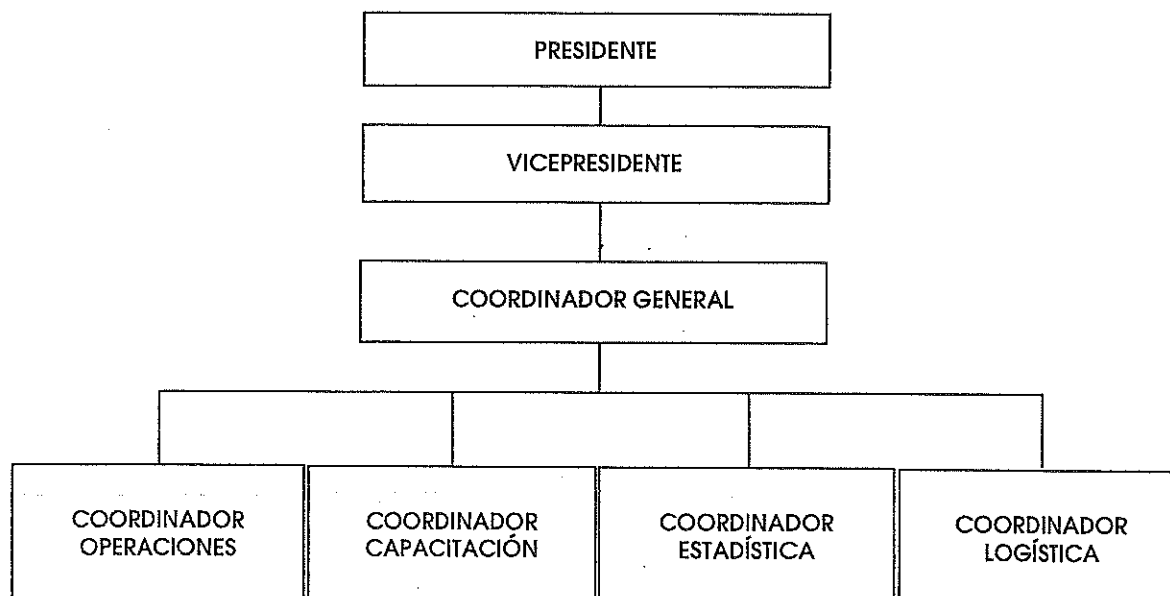 PRESIDENTE
VICEPRESIDENTE
COORDINADOR GENERAL
COORDINADOR
OPERACIONES
COORDINADOR
CAPACITACIÓN
COORDINADOR
ESTADÍSTICA
COORDINADOR
LOGÍSTICA